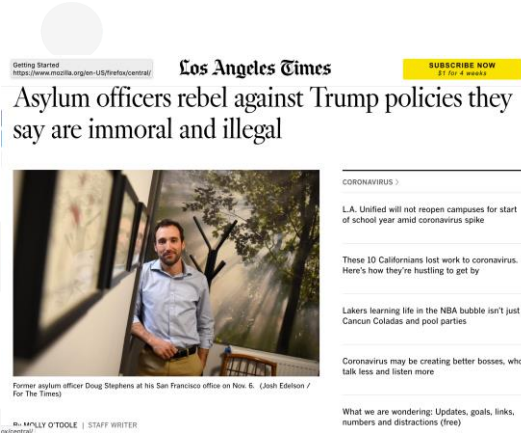 Getting Started
https://www.mozilla.org/en-US/firefox/central/
Los Angeles Times
SUBSCRIBE NOW
$1 for 4 weeks
Asylum officers rebel against Trump policies they
say are immoral and illegal
Former asylum officer Doug Stephens at his San Francisco office on Nov. 6. (Josh Edelson /
For The Times)
By MOLLY O'TOOLE | STAFF WRITER
CORONAVIRUS >
L.A. Unified will not reopen campuses for start
of school year amid coronavirus spike
These 10 Californians lost work to coronavirus.
Here's how they're hustling to get by
Lakers learning life in the NBA bubble isn't just
Cancun Coladas and pool parties
Coronavirus may be creating better bosses, who
talk less and listen more
What we are wondering: Updates, goals, links,
numbers and distractions (free)